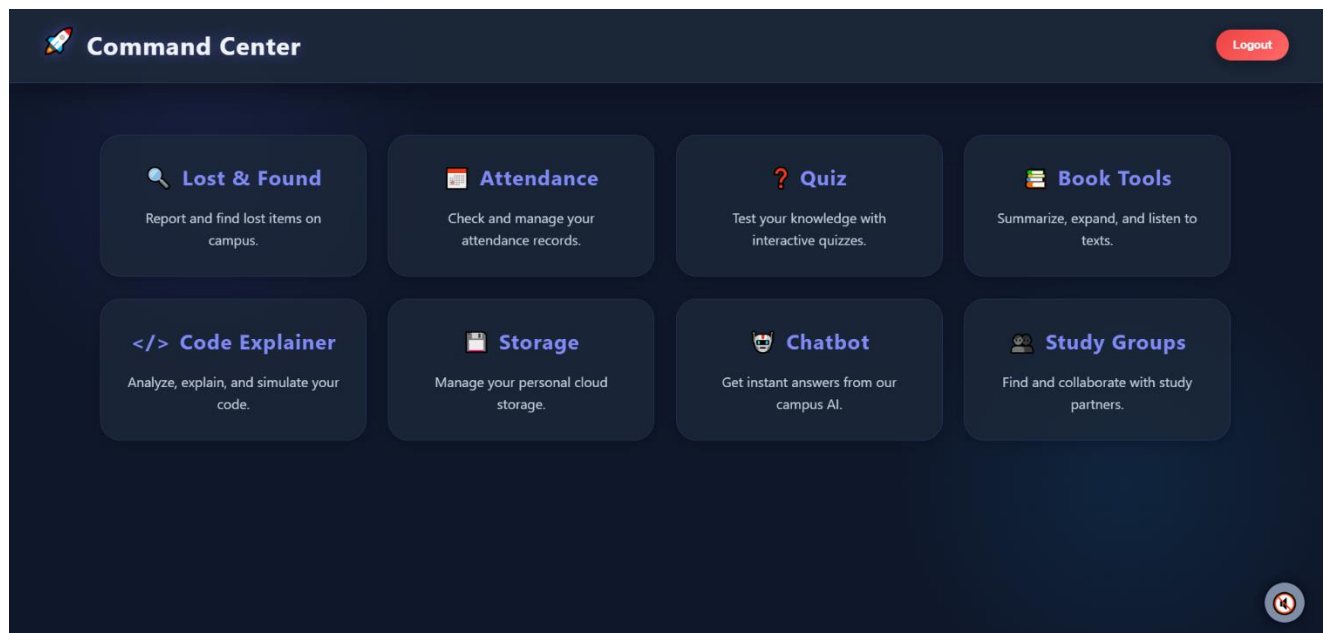 Command Center
Logout
Lost & Found
Report and find lost items on
campus.
Attendance
Check and manage your
attendance records.
Quiz
Test your knowledge with
interactive quizzes.
Book Tools
Summarize, expand, and listen to
texts.
</> Code Explainer
Analyze, explain, and simulate your
code.
Storage
Manage your personal cloud
storage.
Chatbot
Get instant answers from our
campus AI.
Study Groups
Find and collaborate with study
partners.